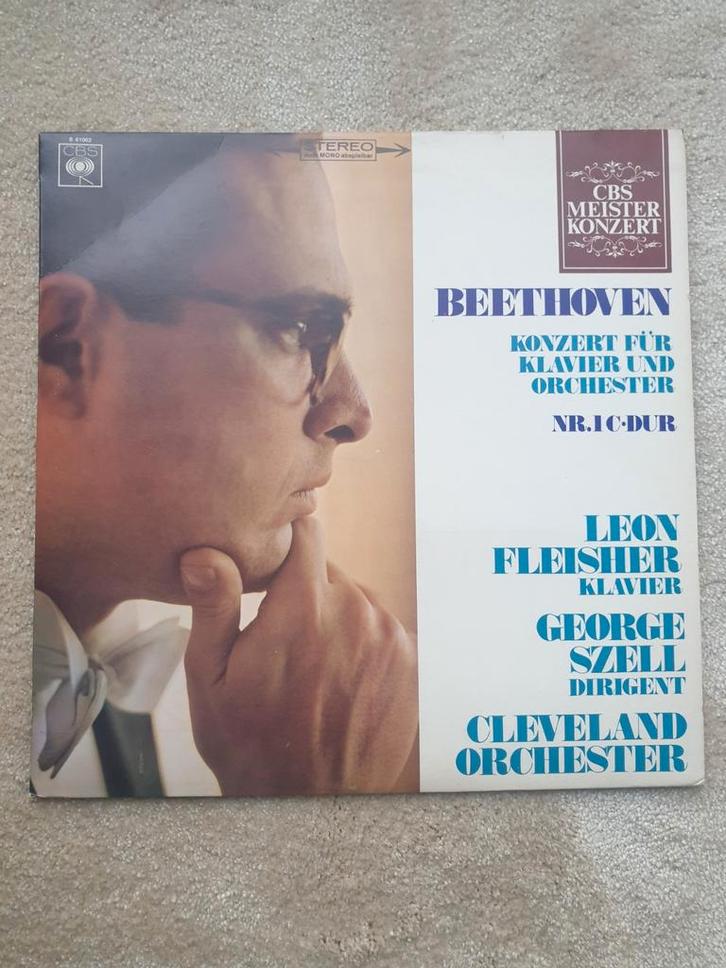 S 61062
CBS
STEREO
auch MONO abspielbar
CBS
MEISTER
KONZERT
BEETHOVEN
KONZERT FÜR
KLAVIER UND
ORCHESTER
NR.1 C·DUR
LEON
FLEISHER
KLAVIER
GEORGE
SZELL
DIRIGENT
CLEVELAND
ORCHESTER